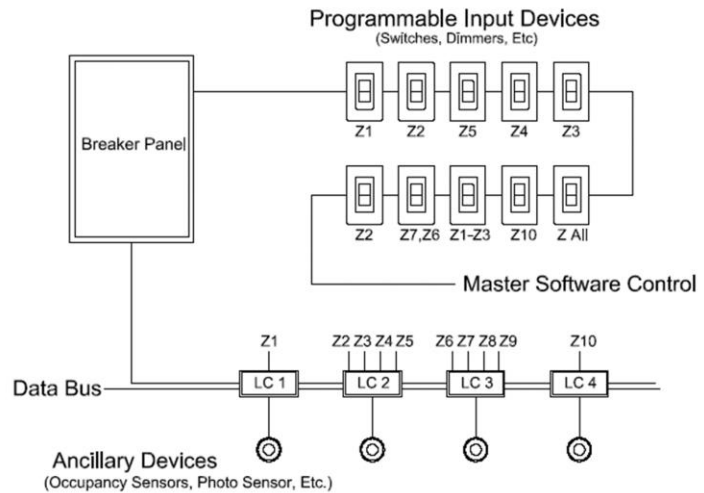 Programmable Input Devices
(Switches, Dimmers, Etc)
Breaker Panel
Z1 Z2 Z5 Z4 Z3
Z2 Z7,Z6 Z1-Z3 Z10 Z All
Master Software Control
Z1 Z2 Z3 Z4 Z5 Z6 Z7 Z8 Z9 Z10
Data Bus LC 1 LC 2 LC 3 LC 4
Ancillary Devices
(Occupancy Sensors, Photo Sensor, Etc.)